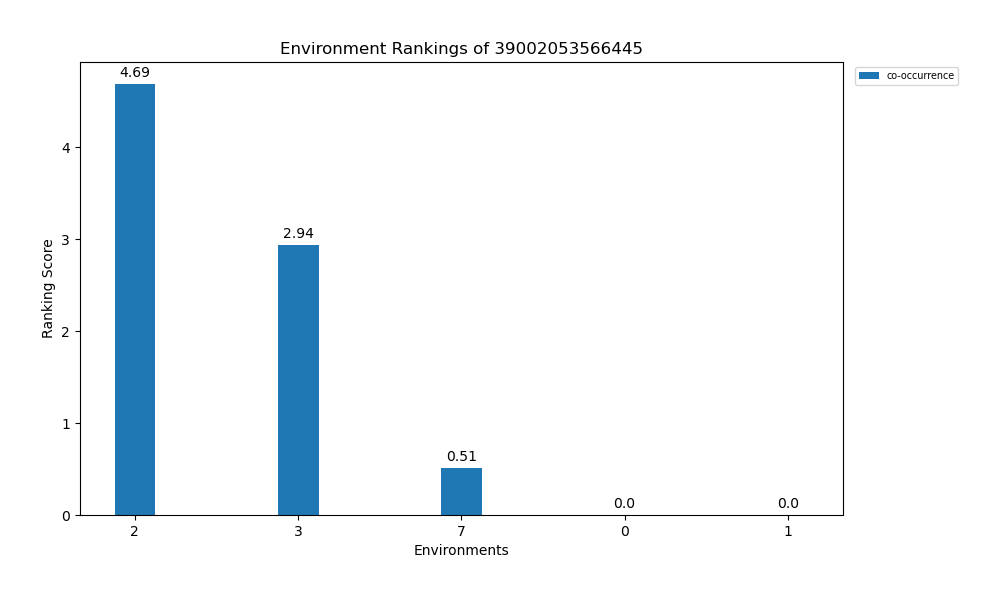 Environment Rankings of 39002053566445
co-occurrence
4.69
2.94
0.51
0.0
0.0
Ranking Score
4
3
2
1
0
2 3 7 0 1
Environments